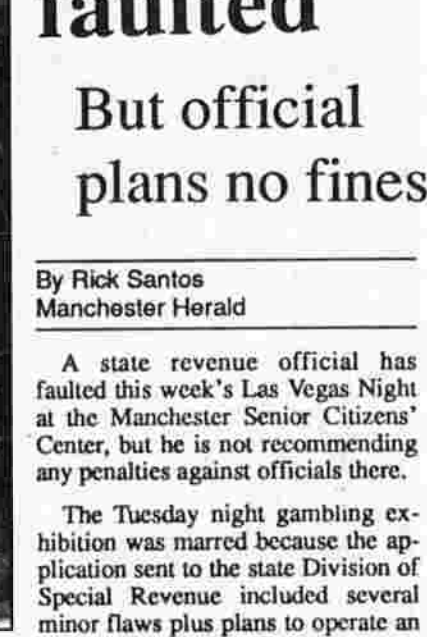 faulted
But official
plans no fines
By Rick Santos
Manchester Herald
A state revenue official has
faulted this week's Las Vegas Night
at the Manchester Senior Citizens'
Center, but he is not recommending
any penalties against officials there.
The Tuesday night gambling ex-
hibition was marred because the ap-
plication sent to the state Division of
Special Revenue included several
minor flaws plus plans to operate an